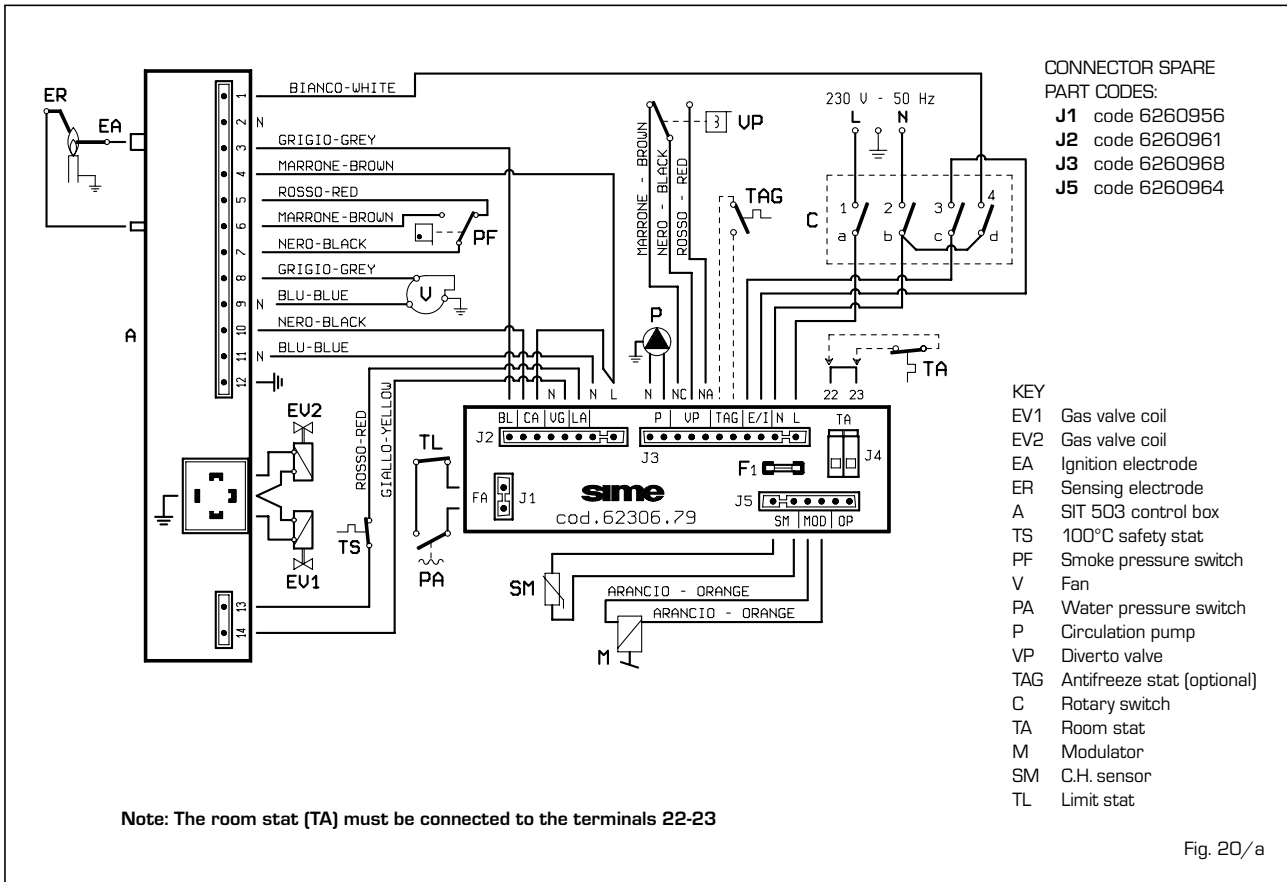 CONNECTOR SPARE
PART CODES:
J1 code 6260956
J2 code 6260961
J3 code 6260968
J5 code 6260964
ER
EA
A
1
2 N
3
4
5
6
7
8
9 N
10
11 N
12
13
14
BIANCO-WHITE
GRIGIO-GREY
MARRONE-BROWN
ROSSO-RED
MARRONE-BROWN
NERO-BLACK
GRIGIO-GREY
BLU-BLUE
NERO-BLACK
BLU-BLUE
PF
V
EV2
EV1
ROSSO-RED
GIALLO-YELLOW
TS
TL
PA
MARRONE - BROWN
NERO-BLACK
ROSSO - RED
VP
TAG
P
230 V - 50 Hz
L N
C
1 2 3 4
a b c d
TA
22 23
N N L
N NC NA
BL CA VG LA
J2
P VP TAG E/I N L
J3
TA
J4
F1
FA J1
sime
cod.62306.79
J5
SM MOD OP
SM
ARANCIO - ORANGE
ARANCIO - ORANGE
M
KEY
EV1 Gas valve coil
EV2 Gas valve coil
EA Ignition electrode
ER Sensing electrode
A SIT 503 control box
TS 100°C safety stat
PF Smoke pressure switch
V Fan
PA Water pressure switch
P Circulation pump
VP Diverto valve
TAG Antifreeze stat (optional)
C Rotary switch
TA Room stat
M Modulator
SM C.H. sensor
TL Limit stat
Note: The room stat (TA) must be connected to the terminals 22-23
Fig. 20/a